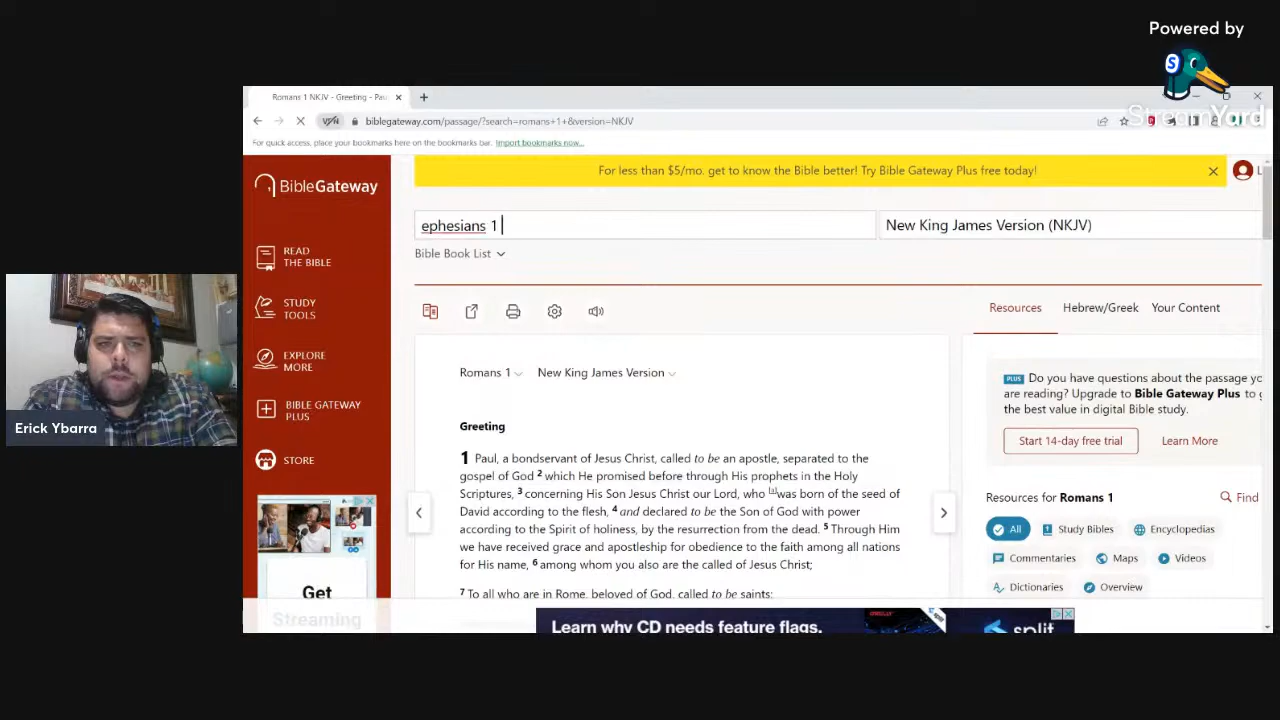 Powered by
S
StreamYard
Romans 1 NKJV - Greeting - Pau
biblegateway.com/passage/?search=romans+1+&version=NKJV
For quick access, place your bookmarks here on the bookmarks bar. Import bookmarks now...
BibleGateway
For less than $5/mo. get to know the Bible better! Try Bible Gateway Plus free today!
ephesians 1
New King James Version (NKJV)
Bible Book List
READ
THE BIBLE
STUDY
TOOLS
EXPLORE
MORE
BIBLE GATEWAY
PLUS
STORE
Get
Streaming
Resources
Hebrew/Greek
Your Content
Romans 1
New King James Version
Greeting
1 Paul, a bondservant of Jesus Christ, called to be an apostle, separated to the
gospel of God 2 which He promised before through His prophets in the Holy
Scriptures, 3 concerning His Son Jesus Christ our Lord, who [a]was born of the seed of
David according to the flesh, 4 and declared to be the Son of God with power
according to the Spirit of holiness, by the resurrection from the dead. 5 Through Him
we have received grace and apostleship for obedience to the faith among all nations
for His name, 6 among whom you also are the called of Jesus Christ;
7 To all who are in Rome, beloved of God, called to be saints:
PLUS Do you have questions about the passage yo
are reading? Upgrade to Bible Gateway Plus to g
the best value in digital Bible study.
Start 14-day free trial
Learn More
Resources for Romans 1
Find
All
Study Bibles
Encyclopedias
Commentaries
Maps
Videos
Dictionaries
Overview
Learn why CD needs feature flags.
split
Erick Ybarra